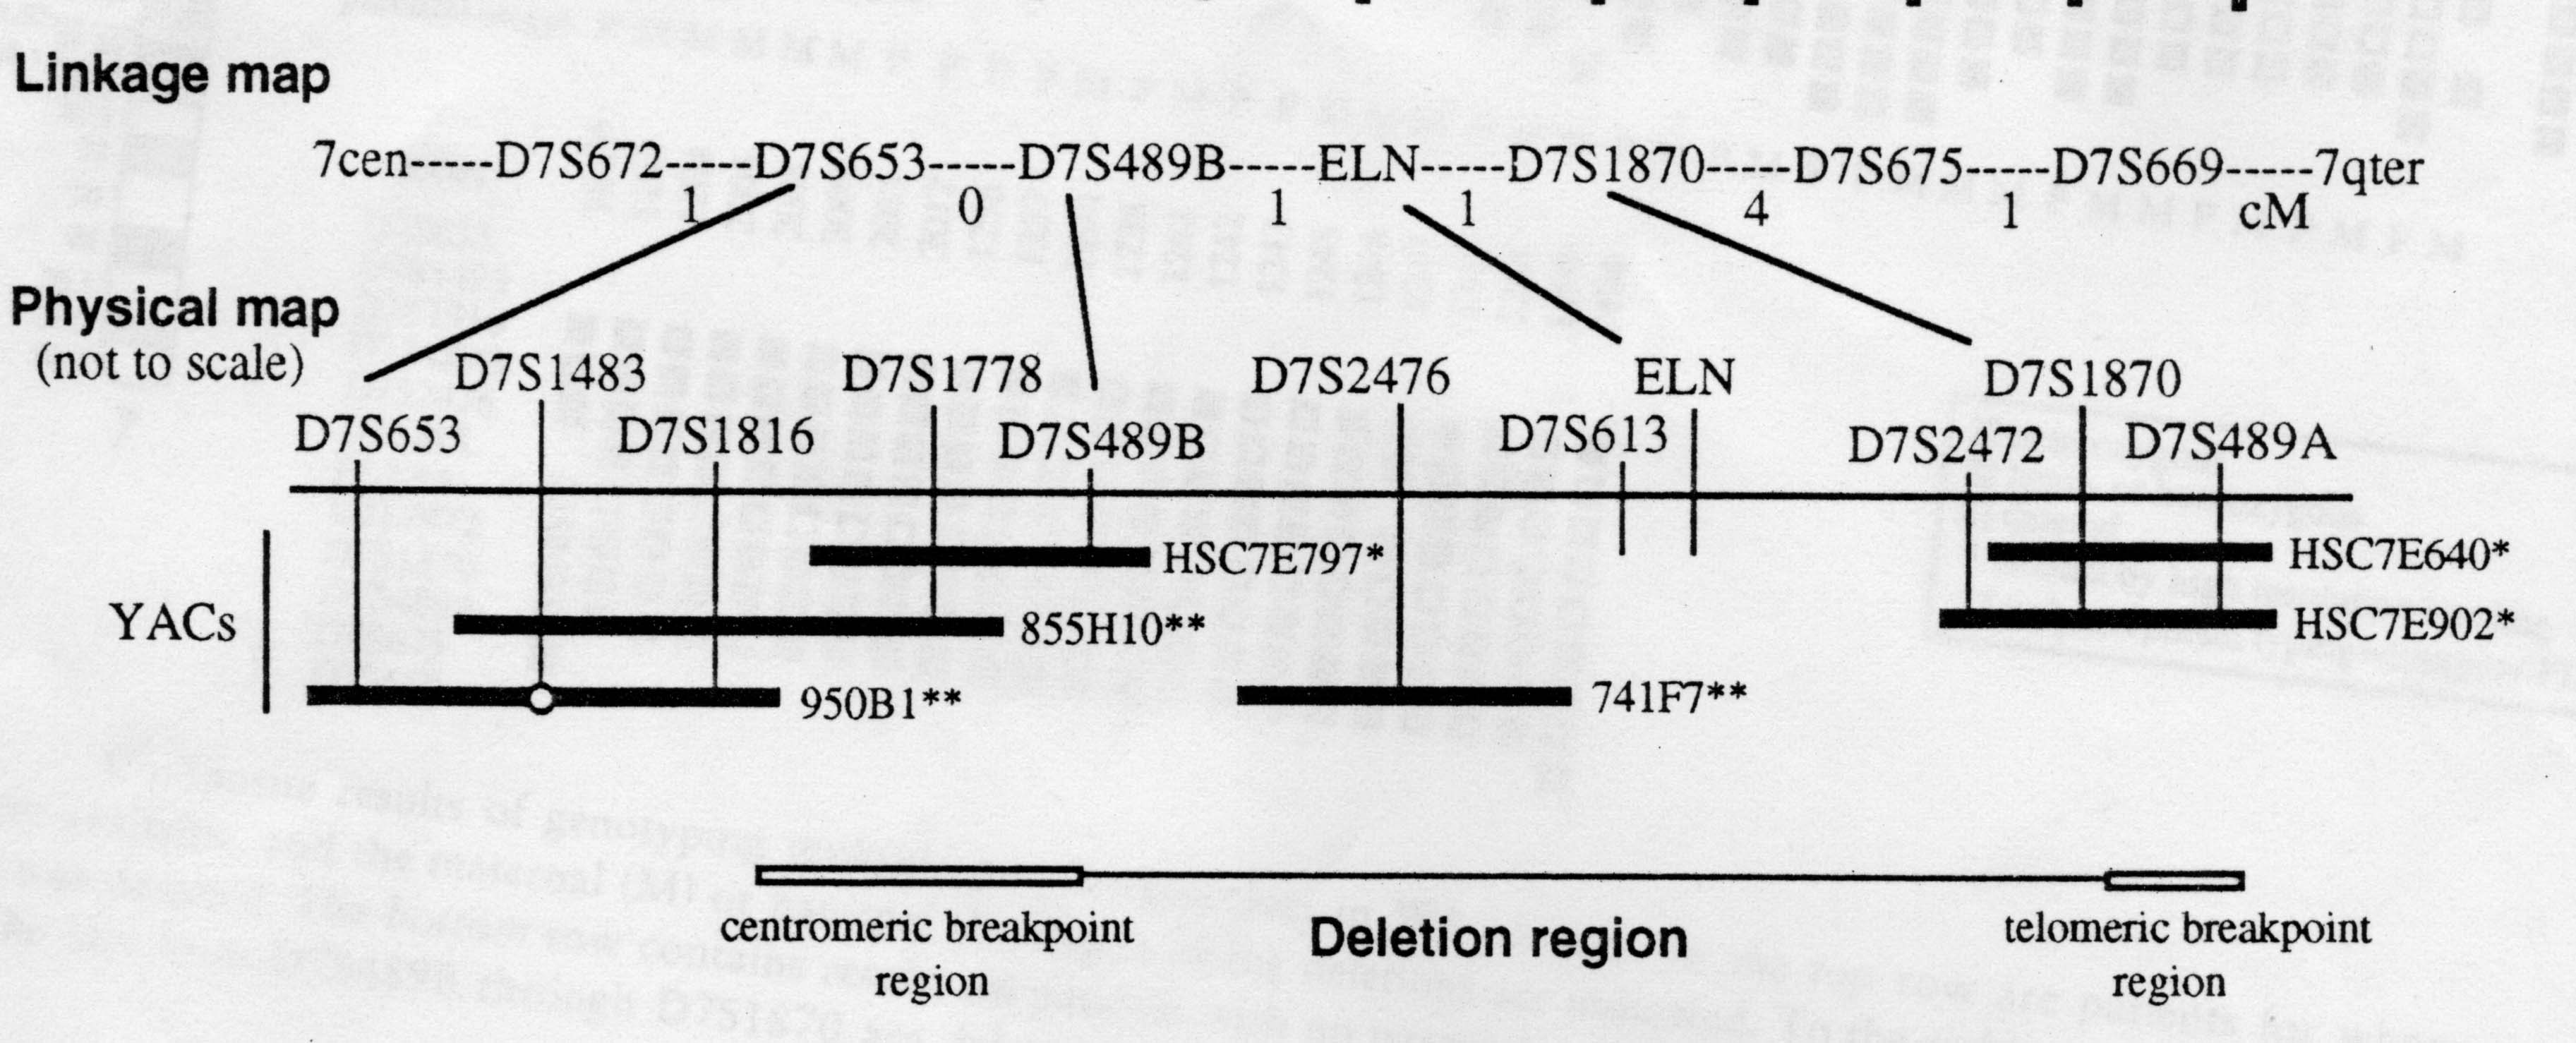 Linkage map
7cen-----D7S672-----D7S653-----D7S489B-----ELN-----D7S1870-----D7S675-----D7S669-----7qter
1 0 1 1 4 1 cM
Physical map
(not to scale)
D7S1483 D7S1778 D7S2476 ELN D7S1870
D7S653 D7S1816 D7S489B D7S613 D7S2472 D7S489A
HSC7E797* HSC7E640*
YACs 855H10** HSC7E902*
950B1** 741F7**
centromeric breakpoint Deletion region telomeric breakpoint
region region